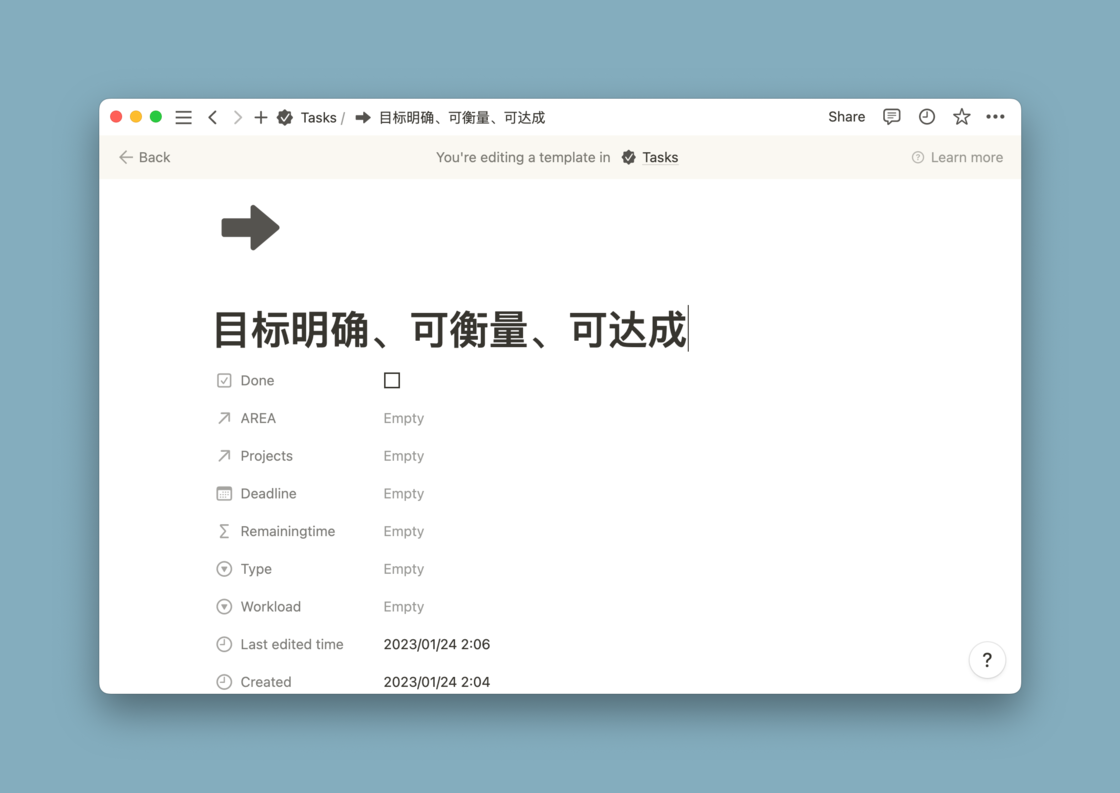 Tasks / 目标明确、可衡量、可达成 Share
Back You're editing a template in Tasks Learn more
目标明确、可衡量、可达成
Done
AREA Empty
Projects Empty
Deadline Empty
Remainingtime Empty
Type Empty
Workload Empty
Last edited time 2023/01/24 2:06
Created 2023/01/24 2:04
?